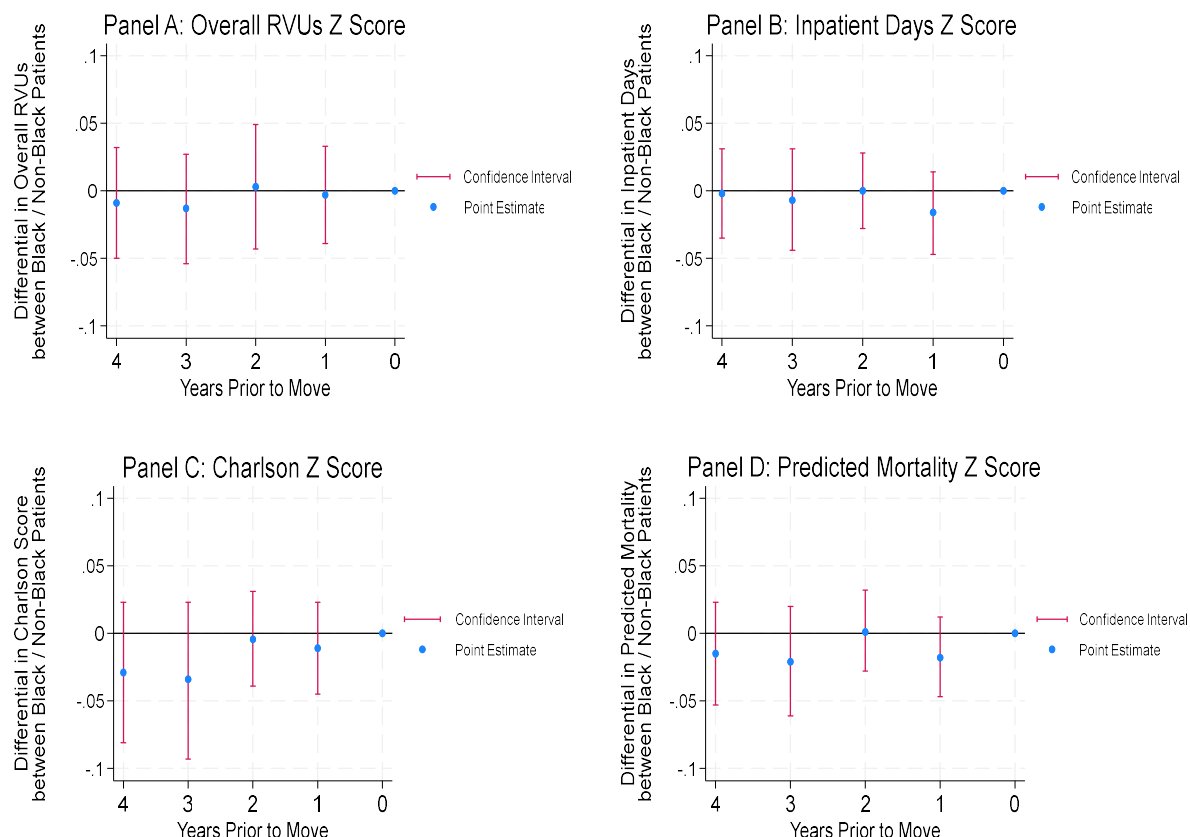 Panel A: Overall RVUs Z Score
Differential in Overall RVUs
between Black / Non-Black Patients
.1
.05
0
-.05
-.1
4 3 2 1 0
Years Prior to Move
Confidence Interval
Point Estimate
Panel B: Inpatient Days Z Score
Differential in Inpatient Days
between Black / Non-Black Patients
.1
.05
0
-.05
-.1
4 3 2 1 0
Years Prior to Move
Confidence Interval
Point Estimate
Panel C: Charlson Z Score
Differential in Charlson Score
between Black / Non-Black Patients
.1
.05
0
-.05
-.1
4 3 2 1 0
Years Prior to Move
Confidence Interval
Point Estimate
Panel D: Predicted Mortality Z Score
Differential in Predicted Mortality
between Black / Non-Black Patients
.1
.05
0
-.05
-.1
4 3 2 1 0
Years Prior to Move
Confidence Interval
Point Estimate